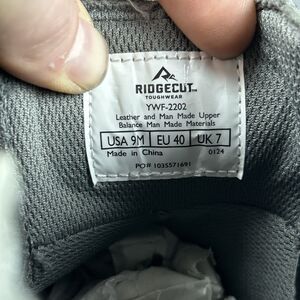 RIDGECUT
TOUGHWEAR
YWF-2202
Leather and Man Made Upper
Balance Man Made Materials
USA 9M EU 40 UK 7
Made in China 0124
PO# 1035571691